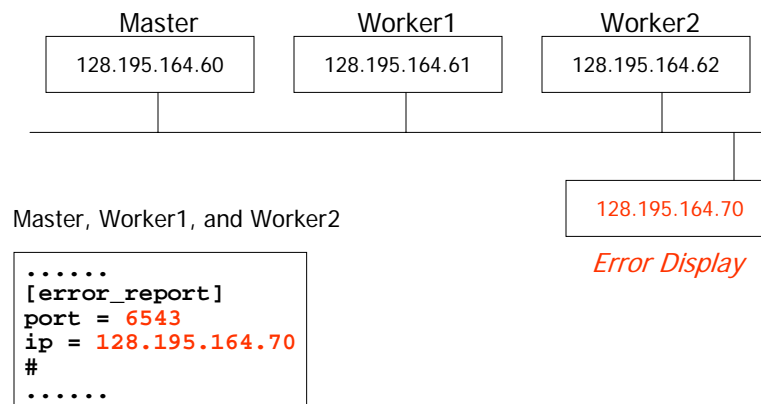 Master Worker1 Worker2
128.195.164.60 128.195.164.61 128.195.164.62
128.195.164.70
Error Display
Master, Worker1, and Worker2
......
[error_report]
port = 6543
ip = 128.195.164.70
#
......